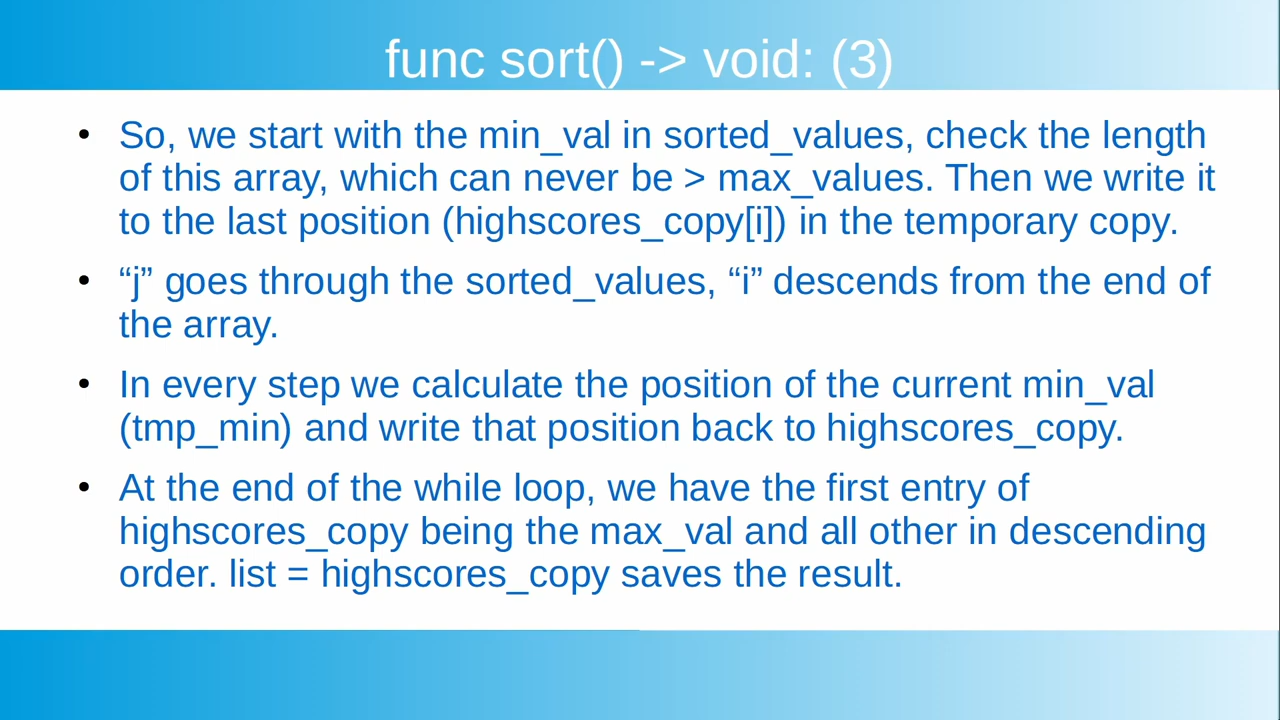 func sort() -> void: (3)
• So, we start with the min_val in sorted_values, check the length
of this array, which can never be > max_values. Then we write it
to the last position (highscores_copy[i]) in the temporary copy.
• “j” goes through the sorted_values, “i” descends from the end of
the array.
• In every step we calculate the position of the current min_val
(tmp_min) and write that position back to highscores_copy.
• At the end of the while loop, we have the first entry of
highscores_copy being the max_val and all other in descending
order. list = highscores_copy saves the result.